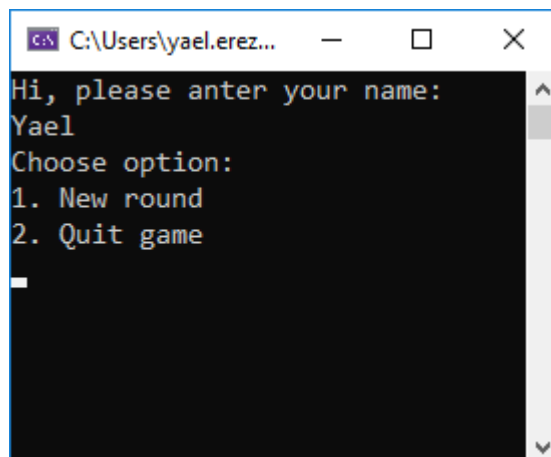 C:\Users\yael.erez...
Hi, please anter your name:
Yael
Choose option:
1. New round
2. Quit game